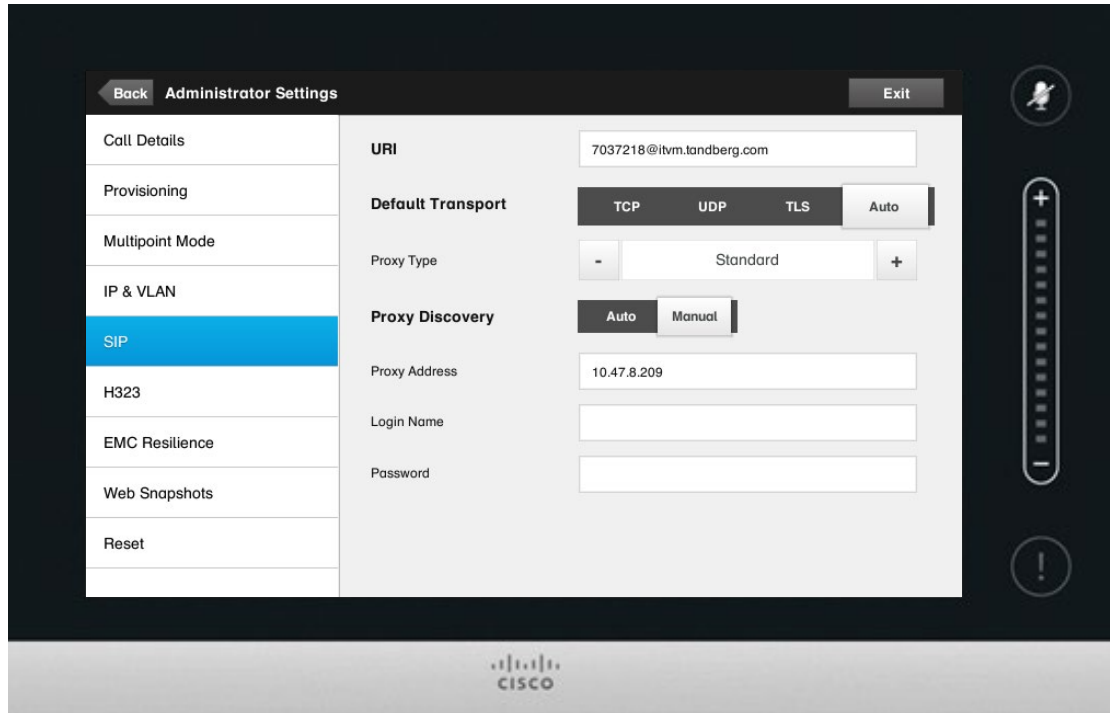 Back Administrator Settings Exit
Call Details
Provisioning
Multipoint Mode
IP & VLAN
SIP
H323
EMC Resilience
Web Snapshots
Reset
URI 7037218@itvm.tandberg.com
Default Transport TCP UDP TLS Auto
Proxy Type - Standard +
Proxy Discovery Auto Manual
Proxy Address 10.47.8.209
Login Name
Password
+
−
!
CISCO